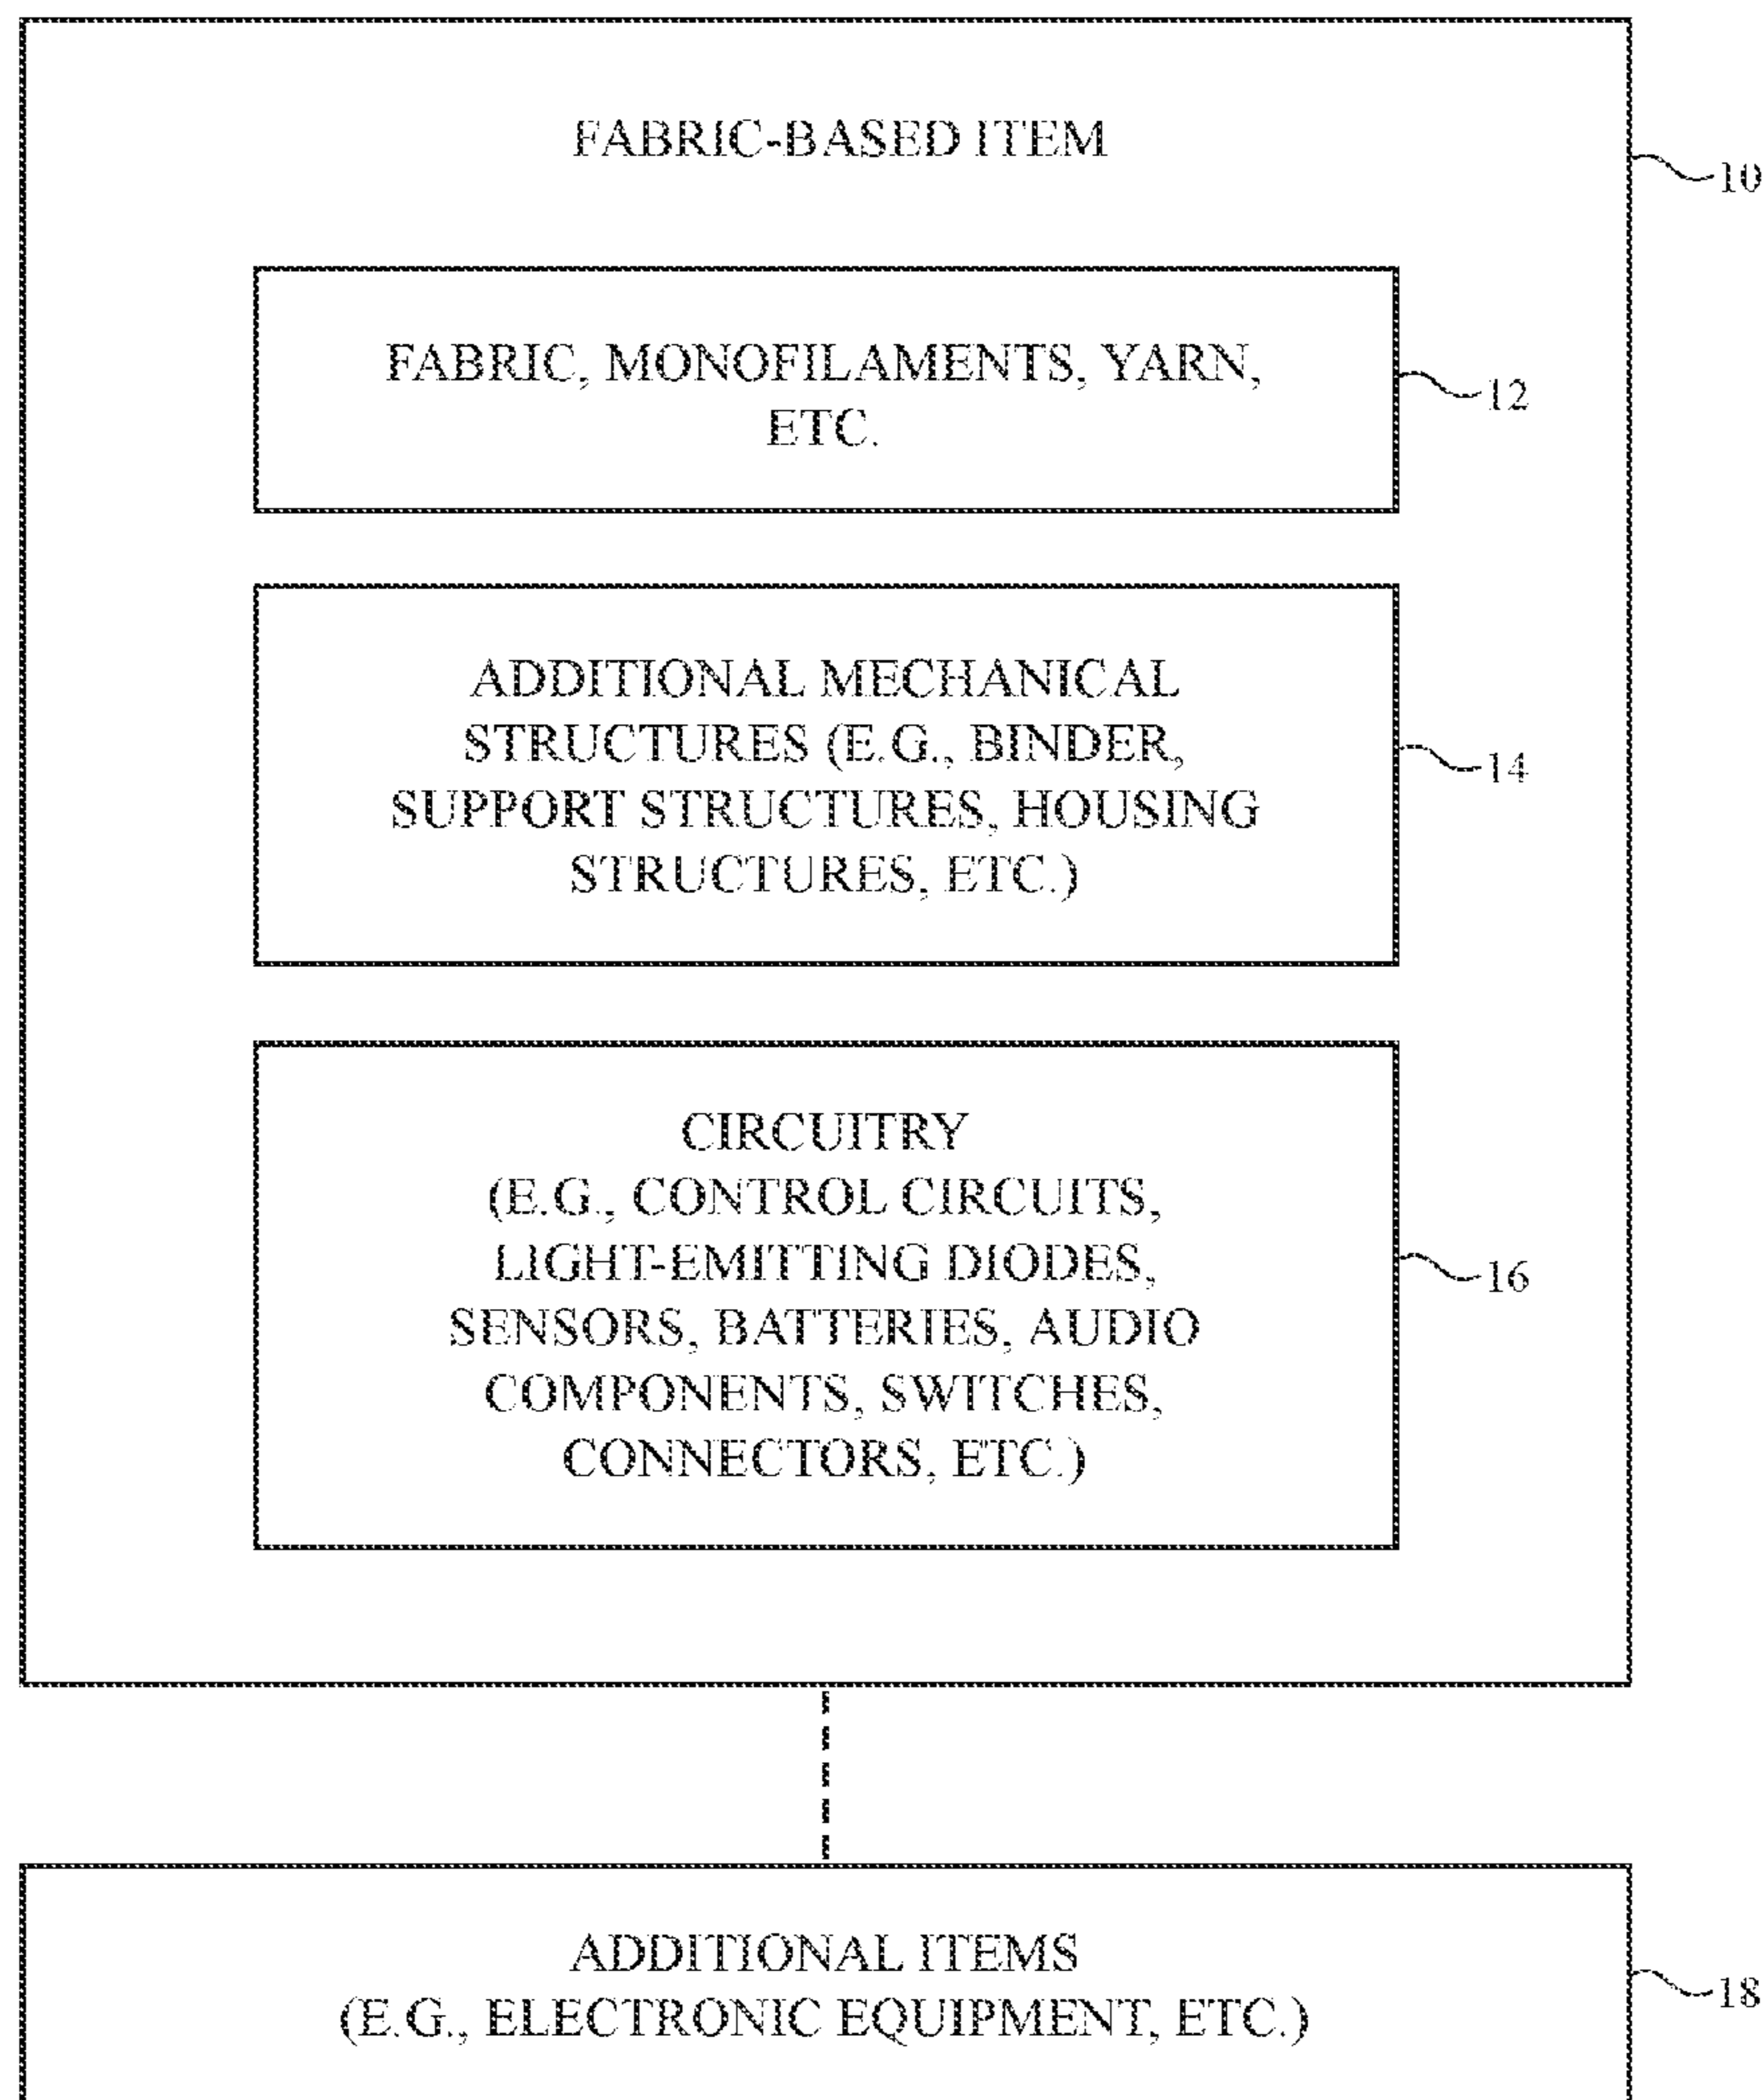 FABRIC-BASED ITEM
10
FABRIC, MONOFILAMENTS, YARN,
ETC.
12
ADDITIONAL MECHANICAL
STRUCTURES (E.G., BINDER,
SUPPORT STRUCTURES, HOUSING
STRUCTURES, ETC.)
14
CIRCUITRY
(E.G., CONTROL CIRCUITS,
LIGHT-EMITTING DIODES,
SENSORS, BATTERIES, AUDIO
COMPONENTS, SWITCHES,
CONNECTORS, ETC.)
16
ADDITIONAL ITEMS
(E.G., ELECTRONIC EQUIPMENT, ETC.)
18